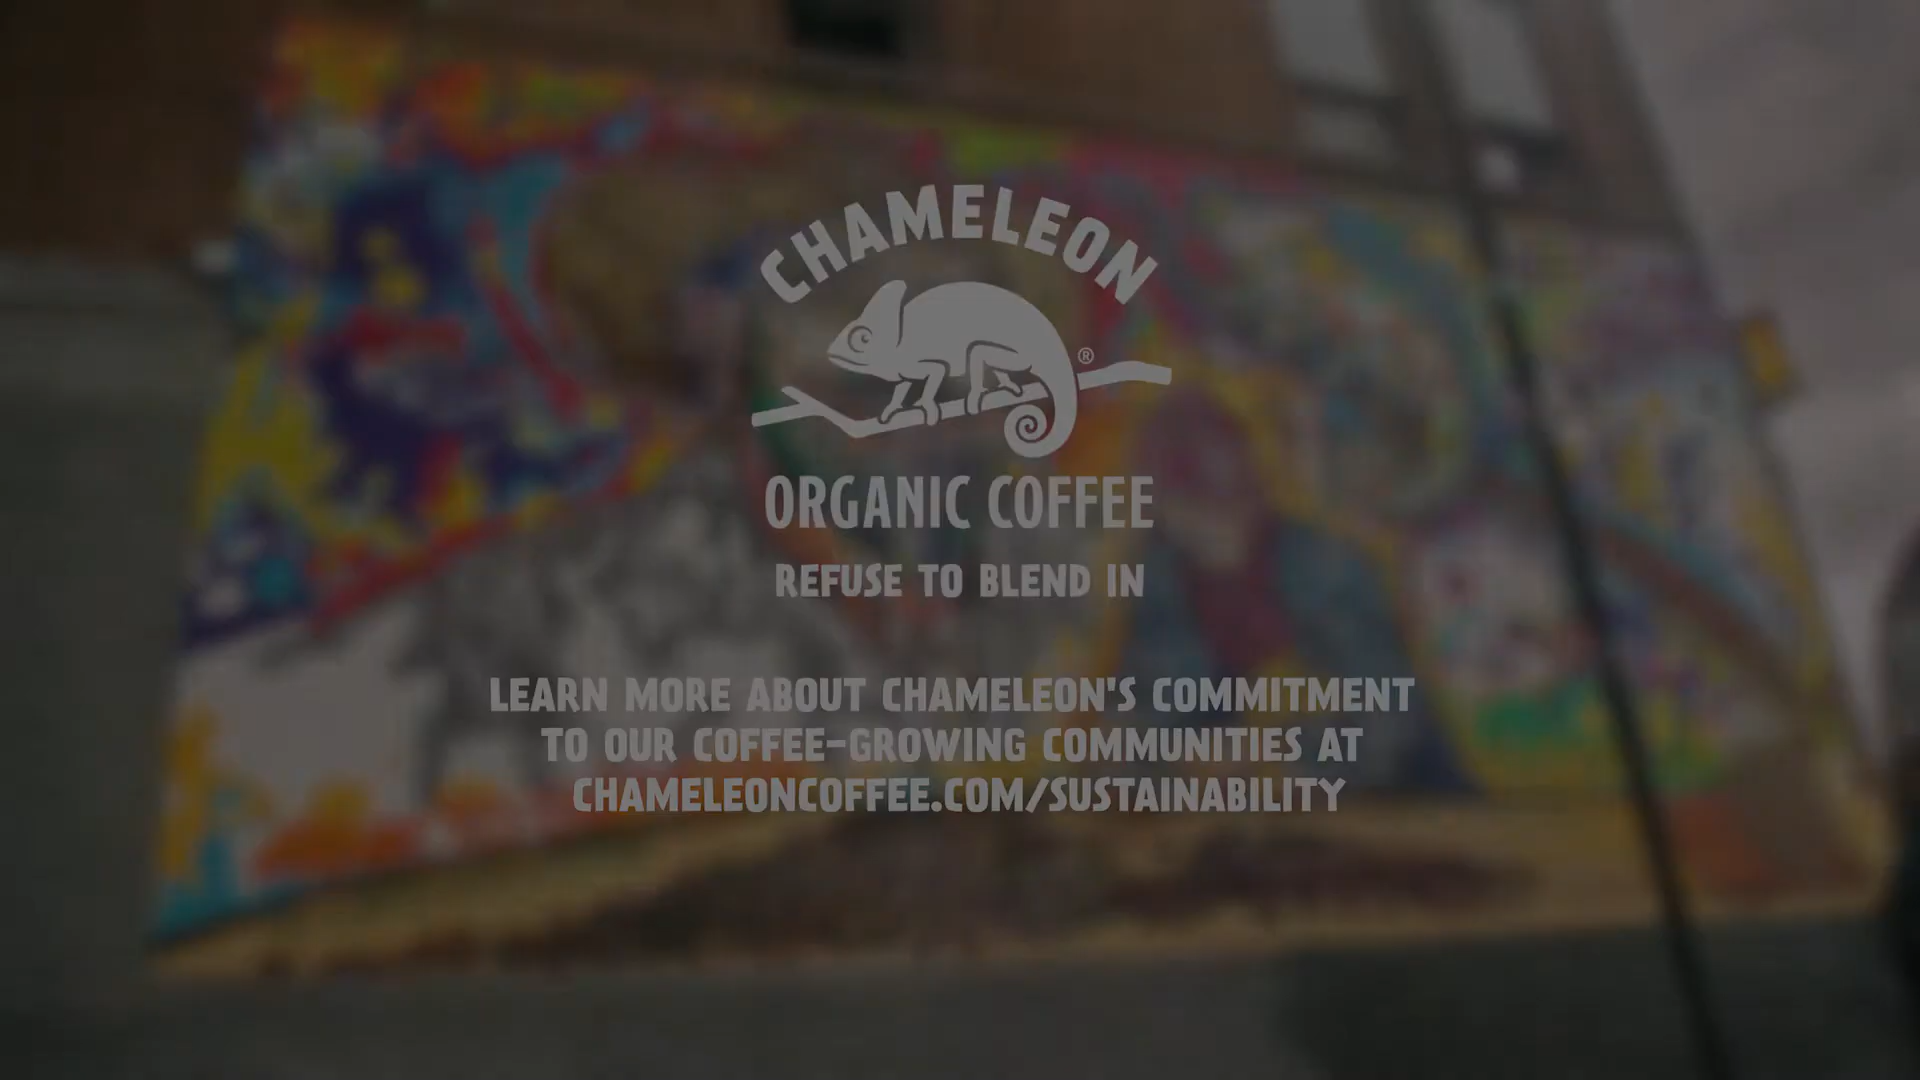 CHAMELEON
®
ORGANIC COFFEE
REFUSE TO BLEND IN
LEARN MORE ABOUT CHAMELEON'S COMMITMENT
TO OUR COFFEE-GROWING COMMUNITIES AT
CHAMELEONCOFFEE.COM/SUSTAINABILITY